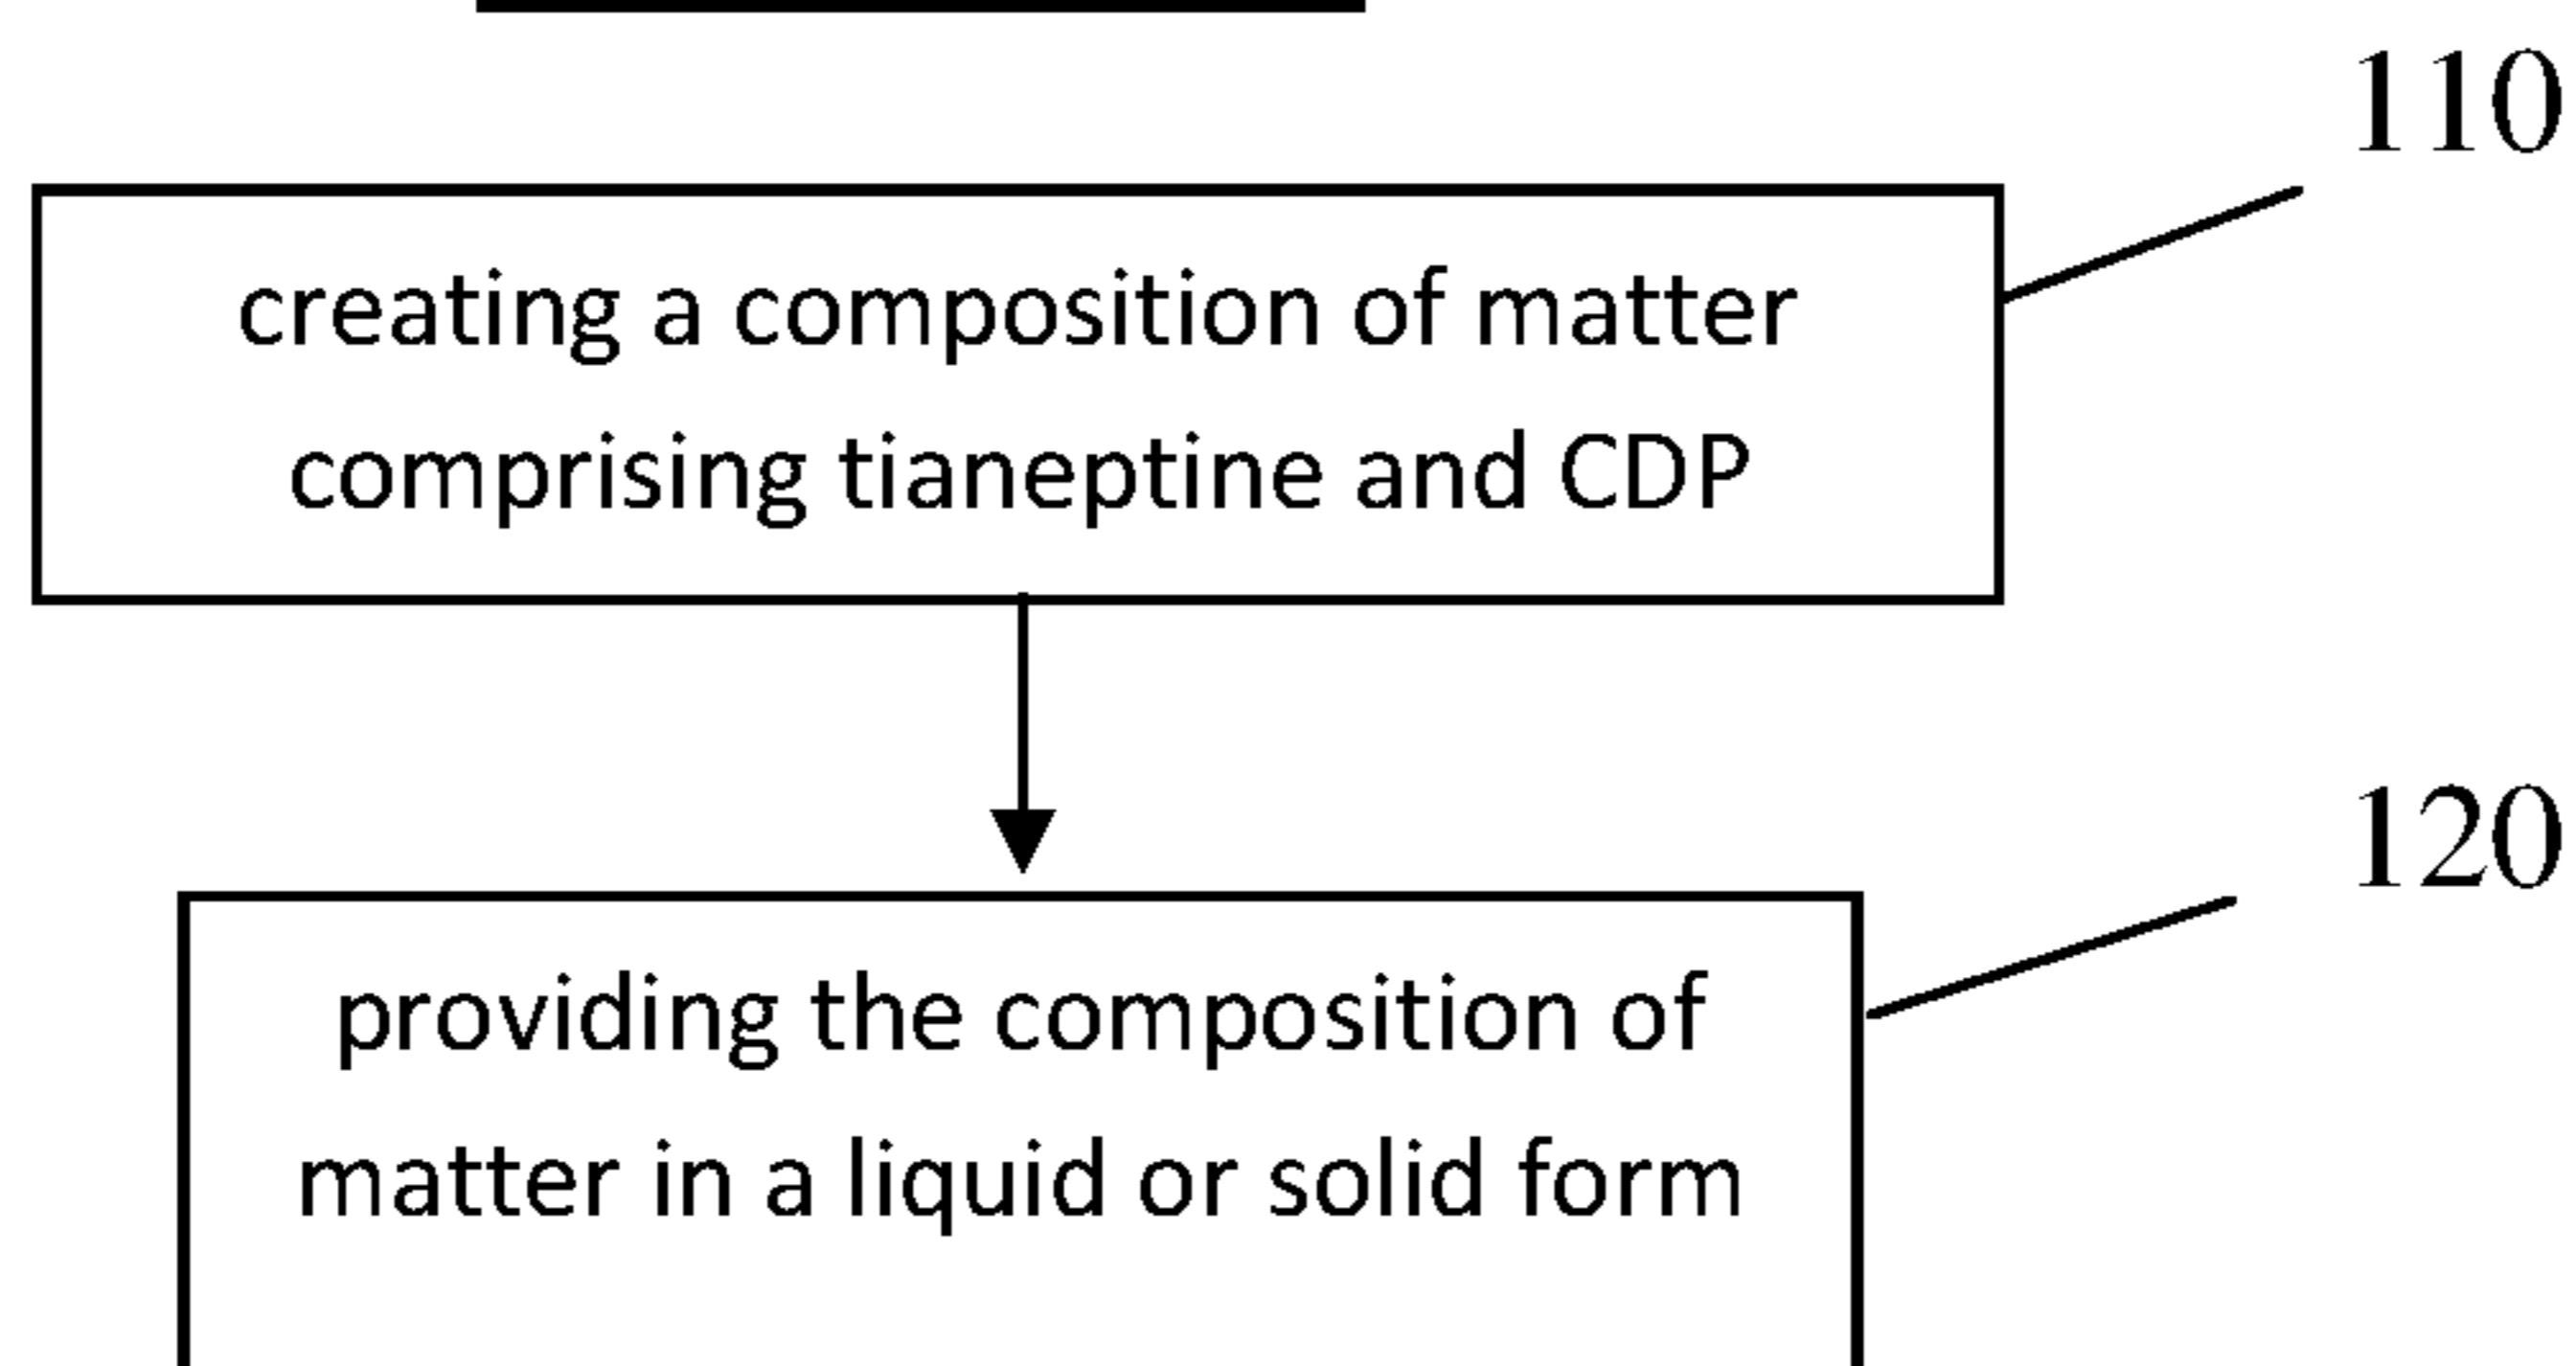 110
creating a composition of matter
comprising tianeptine and CDP
120
providing the composition of
matter in a liquid or solid form